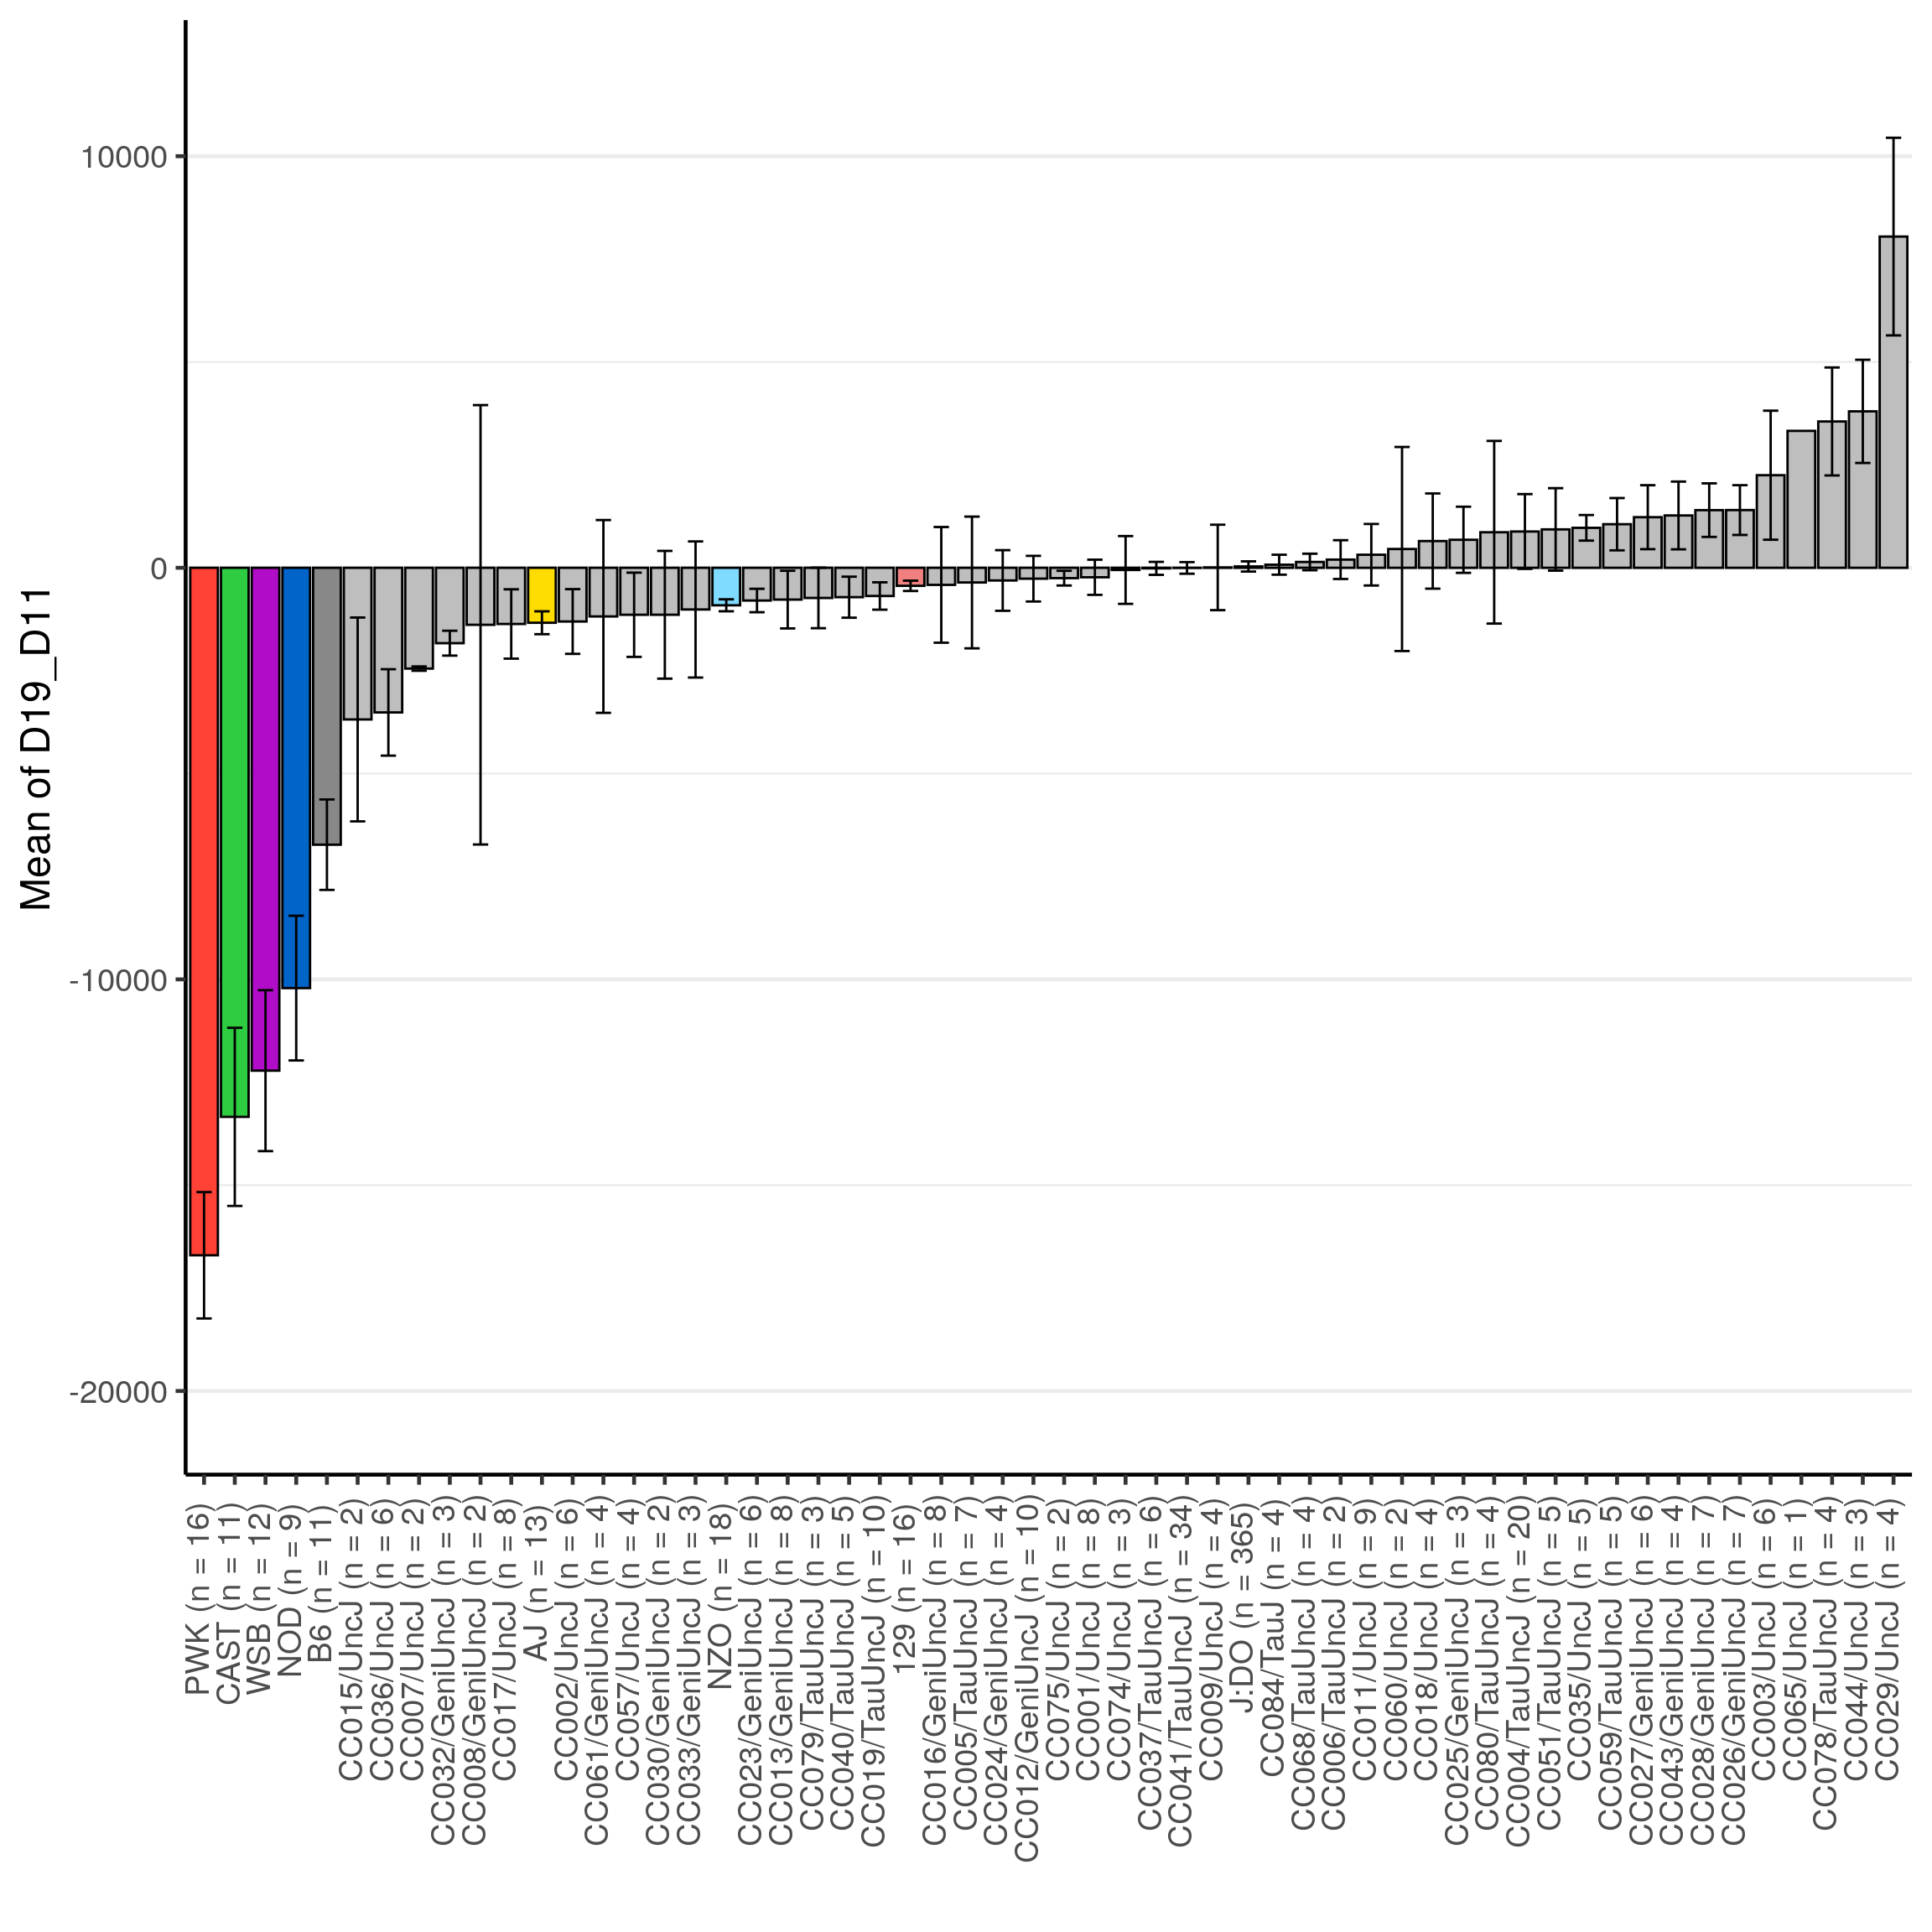 Mean of D19_D11
10000
0
-10000
-20000
PWK (n = 16)
CAST (n = 11)
WSB (n = 12)
NOD (n = 9)
B6 (n = 11)
CC015/UncJ (n = 2)
CC036/UncJ (n = 6)
CC007/UncJ (n = 2)
CC032/GeniUncJ (n = 3)
CC008/GeniUncJ (n = 2)
CC017/UncJ (n = 8)
AJ (n = 13)
CC002/UncJ (n = 6)
CC061/GeniUncJ (n = 4)
CC057/UncJ (n = 4)
CC030/GeniUncJ (n = 2)
CC033/GeniUncJ (n = 3)
NZO (n = 18)
CC023/GeniUncJ (n = 6)
CC013/GeniUncJ (n = 8)
CC079/TauUncJ (n = 3)
CC040/TauUncJ (n = 5)
CC019/TauUncJ (n = 10)
129 (n = 16)
CC016/GeniUncJ (n = 8)
CC005/TauUncJ (n = 7)
CC024/GeniUncJ (n = 4)
CC012/GeniUncJ (n = 10)
CC075/UncJ (n = 2)
CC001/UncJ (n = 8)
CC074/UncJ (n = 3)
CC037/TauUncJ (n = 6)
CC041/TauUncJ (n = 34)
CC009/UncJ (n = 4)
J:DO (n = 365)
CC084/TauJ (n = 4)
CC068/TauUncJ (n = 4)
CC006/TauUncJ (n = 2)
CC011/UncJ (n = 9)
CC060/UncJ (n = 2)
CC018/UncJ (n = 4)
CC025/GeniUncJ (n = 3)
CC080/TauUncJ (n = 4)
CC004/TauUncJ (n = 20)
CC051/TauUncJ (n = 5)
CC035/UncJ (n = 5)
CC059/TauUncJ (n = 5)
CC027/GeniUncJ (n = 6)
CC043/GeniUncJ (n = 4)
CC028/GeniUncJ (n = 7)
CC026/GeniUncJ (n = 7)
CC003/UncJ (n = 6)
CC065/UncJ (n = 1)
CC078/TauUncJ (n = 4)
CC044/UncJ (n = 3)
CC029/UncJ (n = 4)